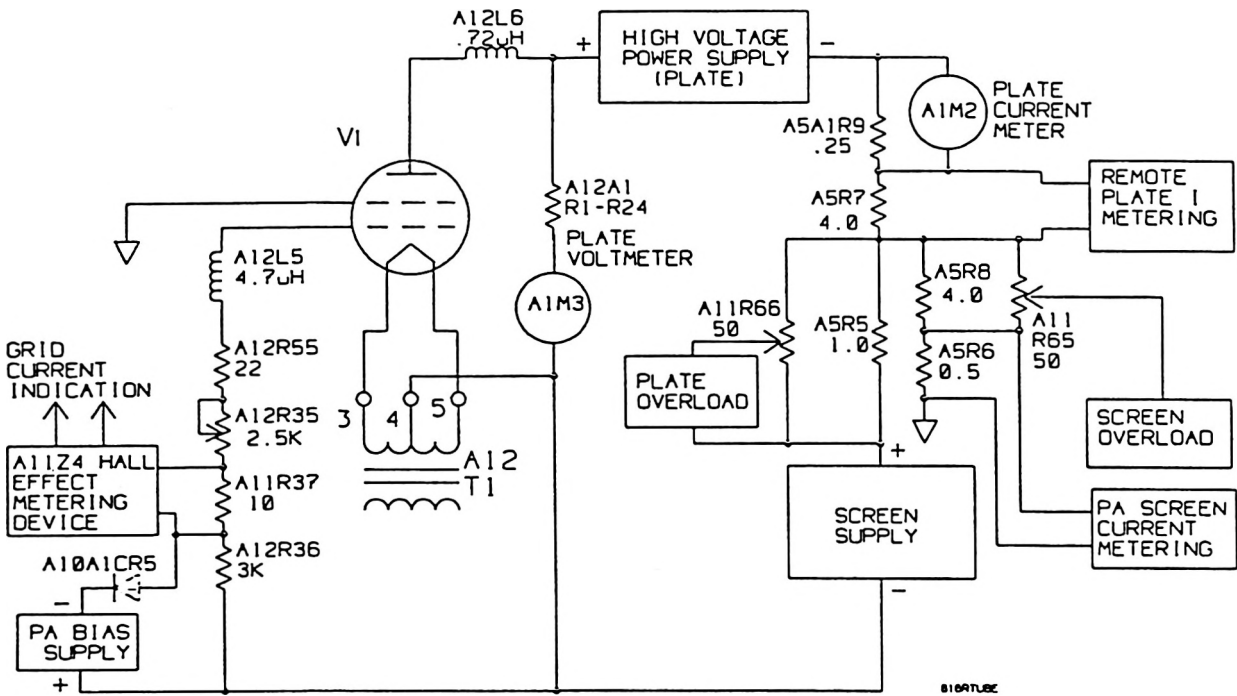 A12L6
.72uH
+
HIGH VOLTAGE
POWER SUPPLY
(PLATE)
-
A1M2
PLATE
CURRENT
METER
V1
A5A1R9
.25
A12A1
R1-R24
PLATE
VOLTMETER
A1M3
A5R7
4.0
REMOTE
PLATE I
METERING
A12L5
4.7uH
A11R66
50
A5R5
1.0
A5R8
4.0
A11
R65
50
A5R6
0.5
GRID
CURRENT
INDICATION
A12R55
22
A12R35
2.5K
3
4
5
PLATE
OVERLOAD
SCREEN
OVERLOAD
A11Z4 HALL
EFFECT
METERING
DEVICE
A11R37
10
A12
T1
+
SCREEN
SUPPLY
-
PA SCREEN
CURRENT
METERING
A12R36
3K
A10A1CR5
-
PA BIAS
SUPPLY
+
816RTUBE